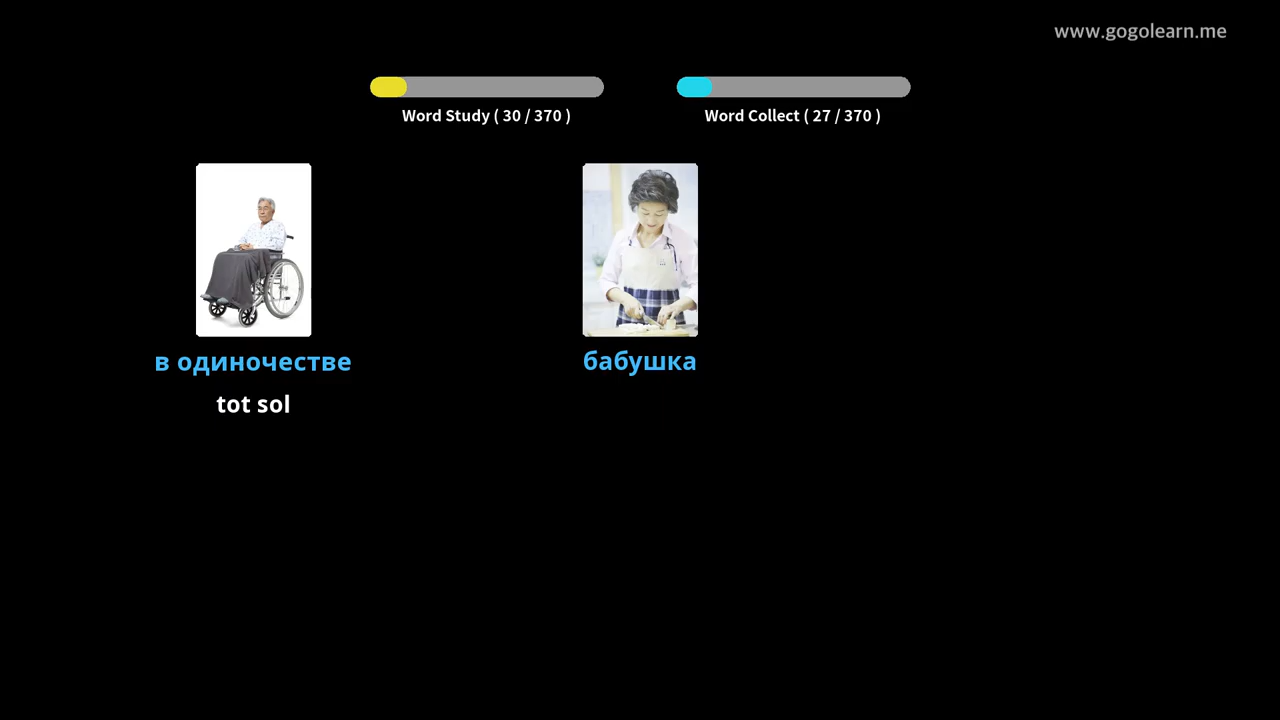 www.gogolearn.me
Word Study ( 30 / 370 )
Word Collect ( 27 / 370 )
в одиночестве
tot sol
бабушка